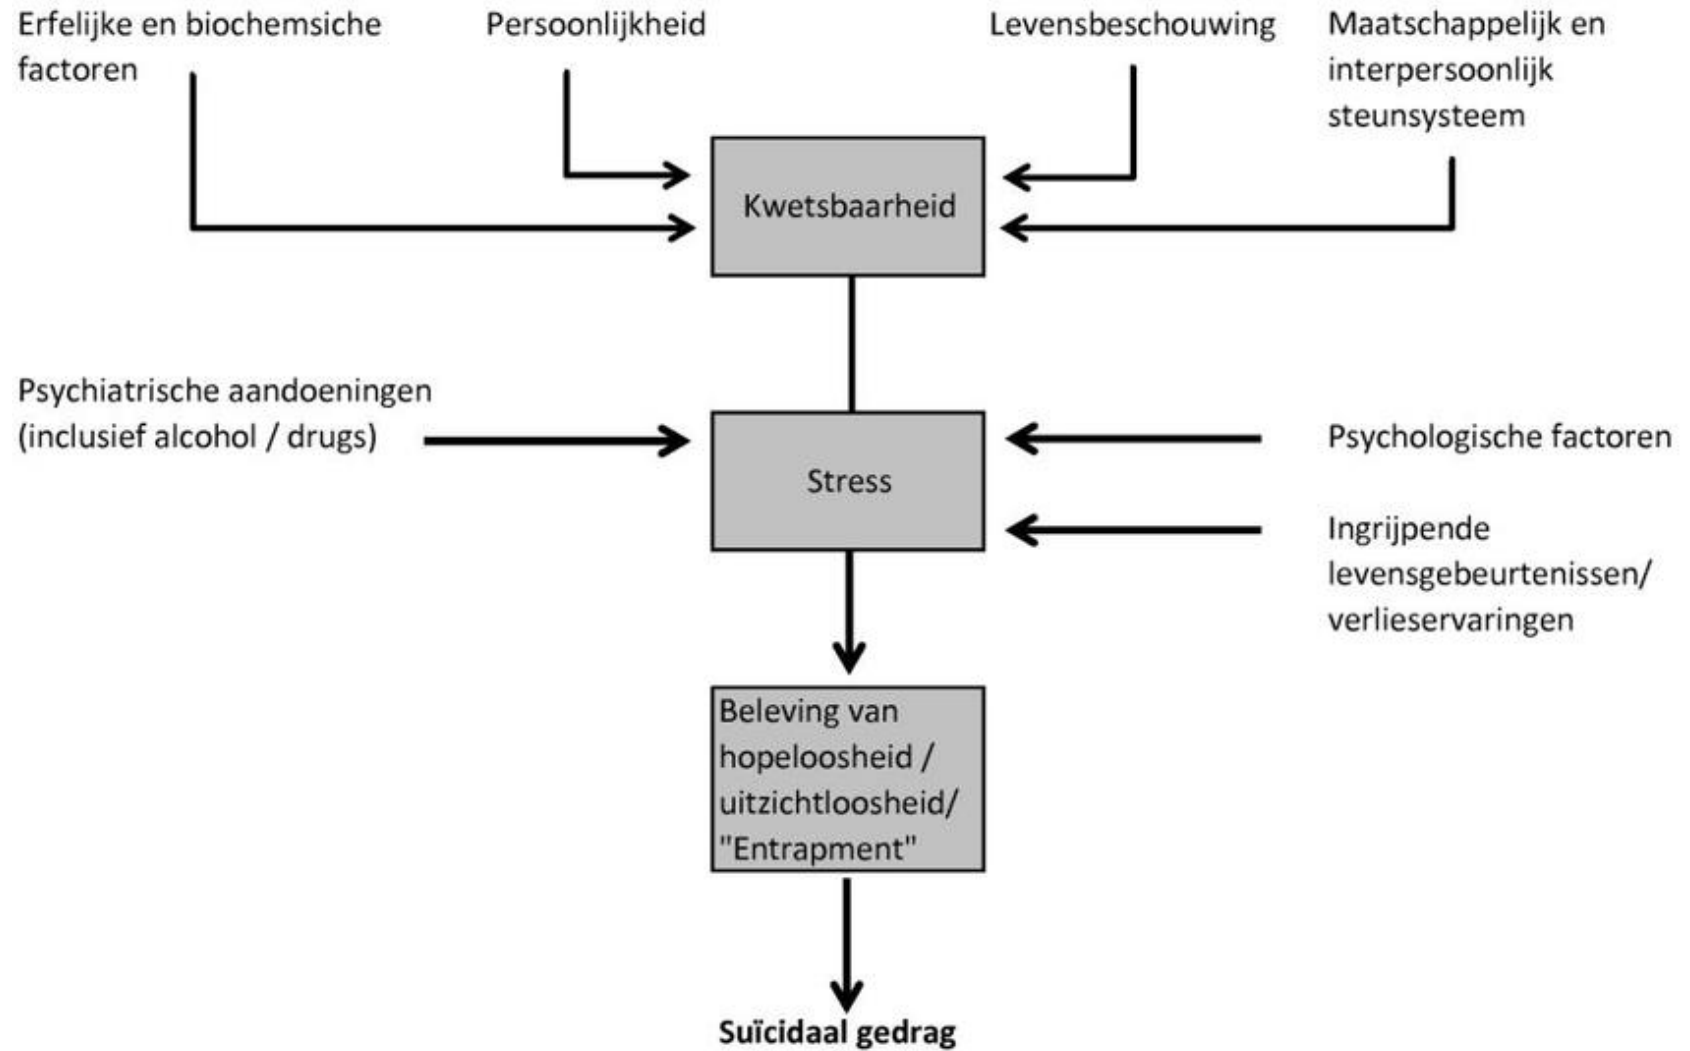 Erfelijke en biochemsiche
factoren
Persoonlijkheid
Levensbeschouwing
Maatschappelijk en
interpersoonlijk
steunsysteem
Kwetsbaarheid
Psychiatrische aandoeningen
(inclusief alcohol / drugs)
Stress
Psychologische factoren
Ingrijpende
levensgebeurtenissen/
verlieservaringen
Beleving van
hopeloosheid /
uitzichtloosheid/
"Entrapment"
Suïcidaal gedrag